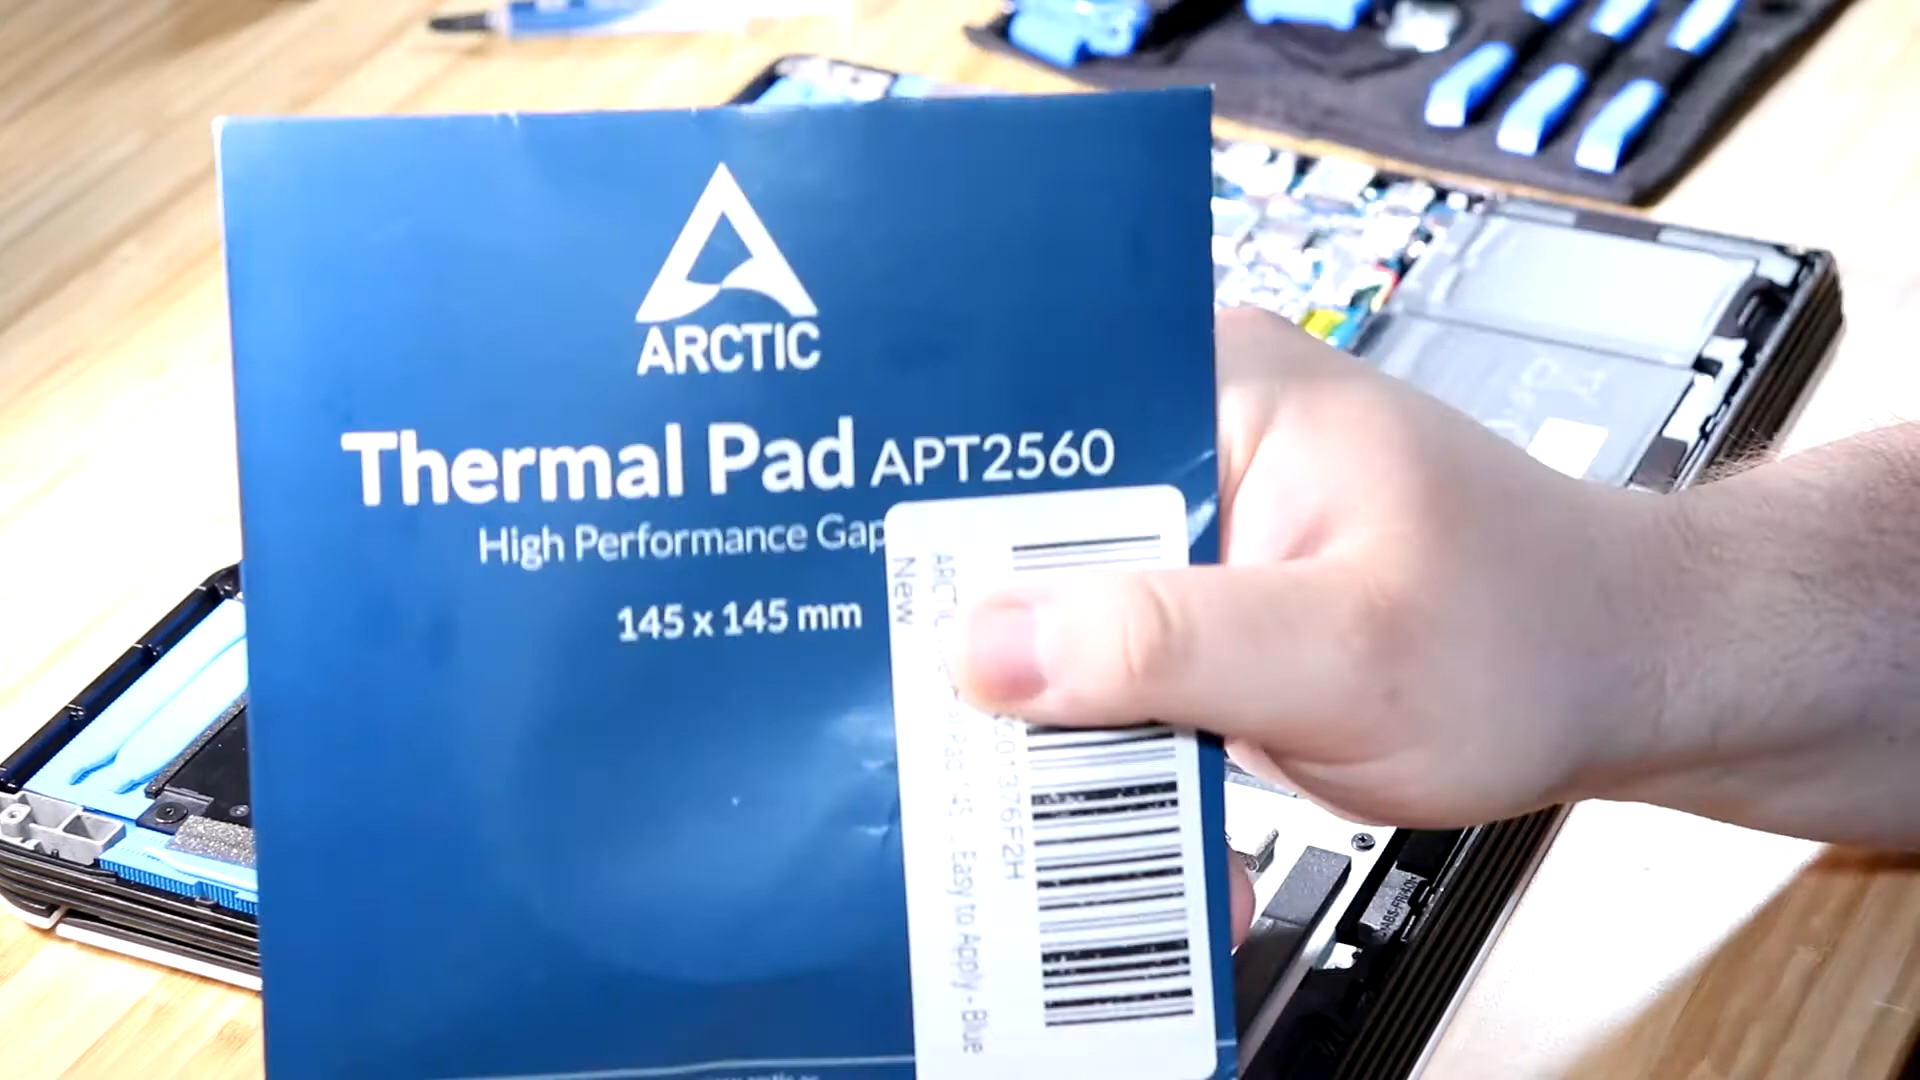 ARCTIC
Thermal Pad APT2560
High Performance Gap
145 x 145 mm
New
Easy to Apply - Blue